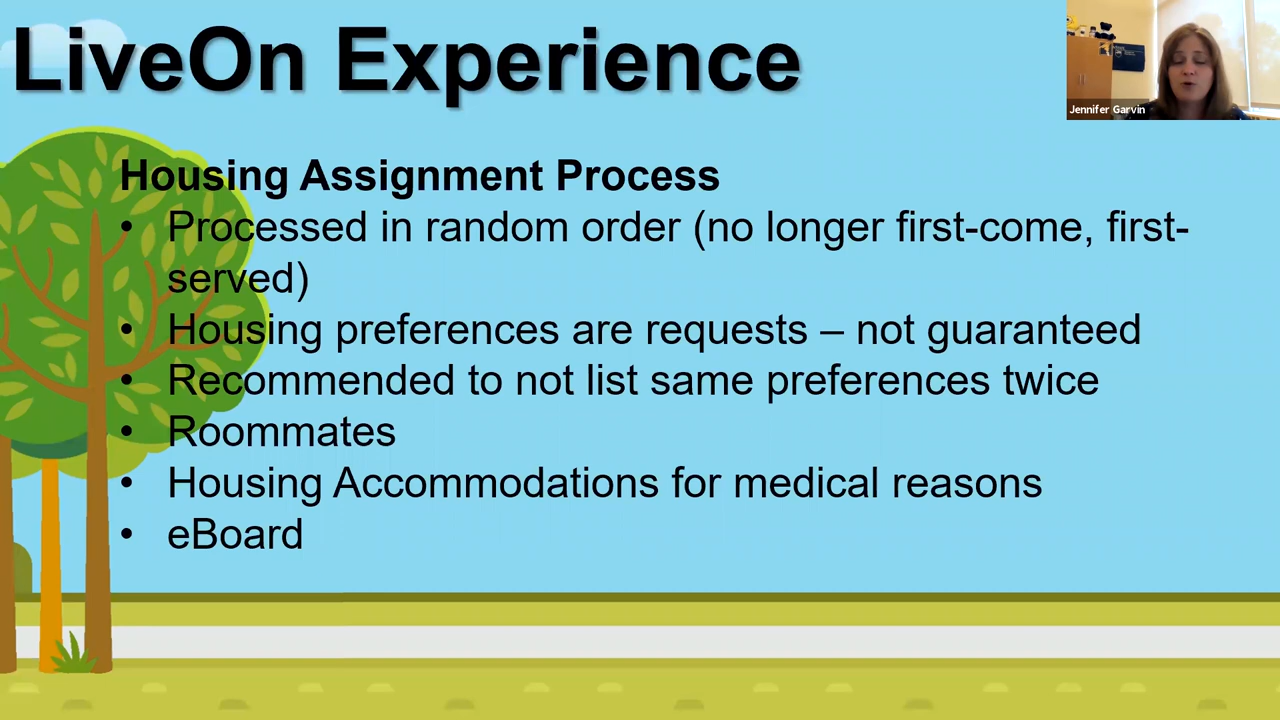 LiveOn Experience
Jennifer Garvin
Housing Assignment Process
• Processed in random order (no longer first-come, first-
served)
• Housing preferences are requests – not guaranteed
• Recommended to not list same preferences twice
• Roommates
• Housing Accommodations for medical reasons
• eBoard